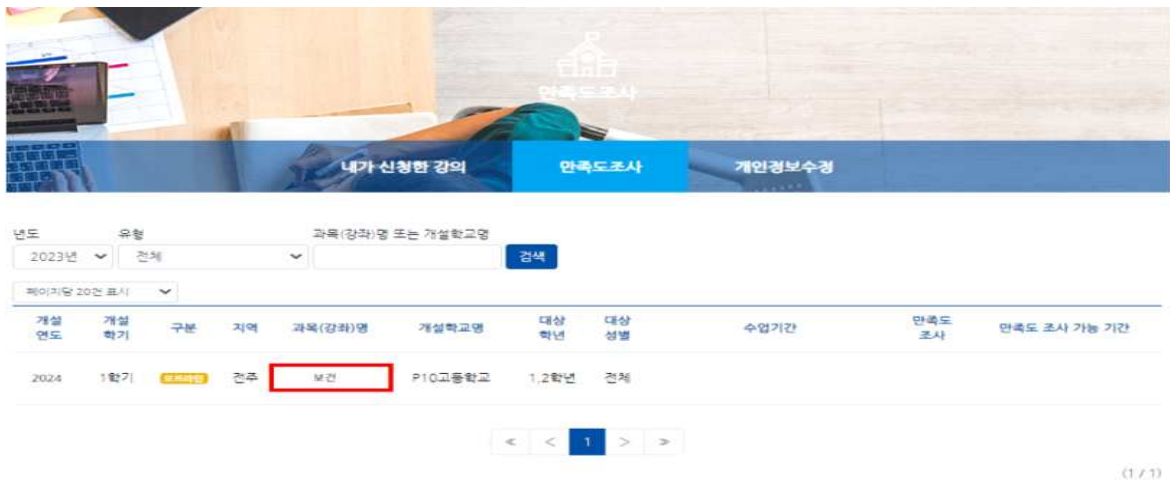 만족도조사
내가 신청한 강의 만족도조사 개인정보수정
년도 유형 과목(강좌)명 또는 개설학교명
2023년 전체 검색
페이지당 20건 표시
개설 연도 개설 학기 구분 지역 과목(강좌)명 개설학교명 대상 학년 대상 성별 수업기간 만족도 조사 만족도 조사 가능 기간
2024 1학기 오프라인 전주 보건 P10고등학교 1,2학년 전체
« < 1 > »
(1 / 1)